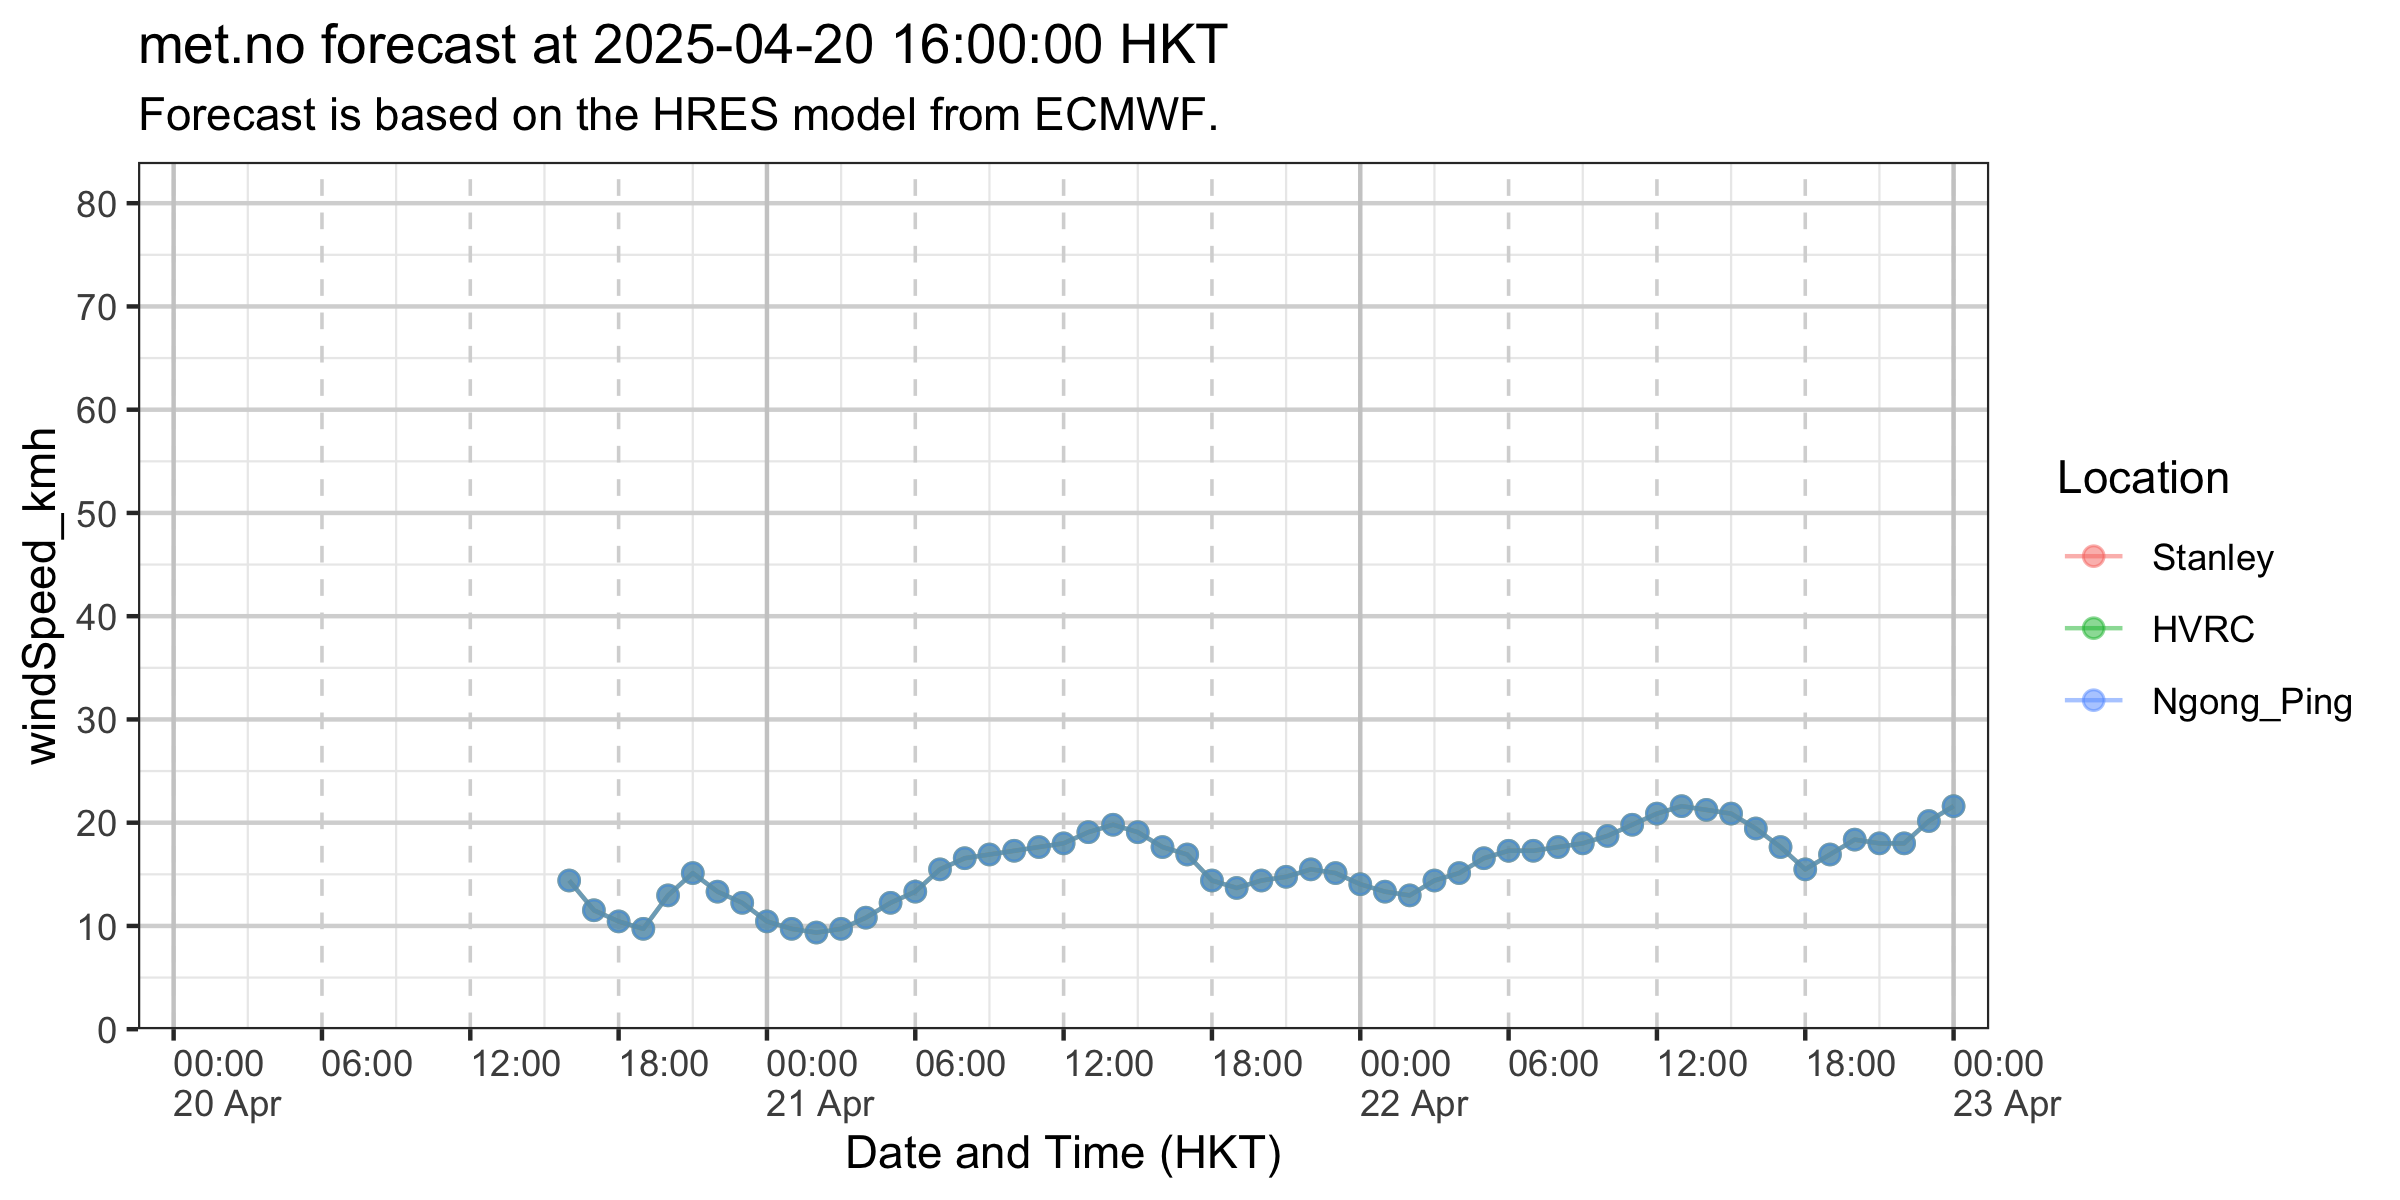 met.no forecast at 2025-04-20 16:00:00 HKT
Forecast is based on the HRES model from ECMWF.
windSpeed_kmh
80
70
60
50
40
30
20
10
0
00:00 06:00 12:00 18:00 00:00 06:00 12:00 18:00 00:00 06:00 12:00 18:00 00:00
20 Apr 21 Apr 22 Apr 23 Apr
Date and Time (HKT)
Location
Stanley
HVRC
Ngong_Ping